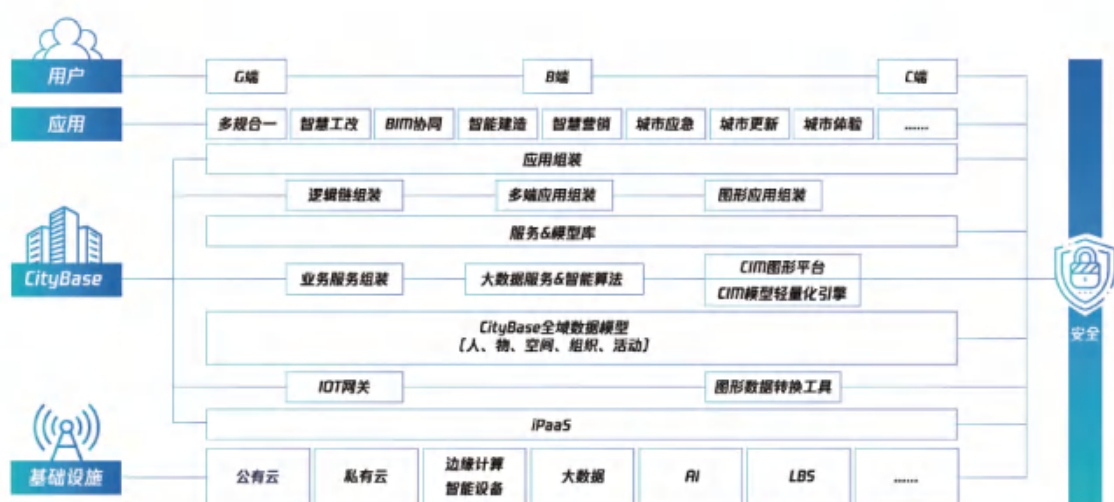 用户
G端
B端
C端
应用
多规合一
智慧工改
BIM协同
智能建造
智慧营销
城市应急
城市更新
城市体验
......
应用组装
逻辑链组装
多端应用组装
图形应用组装
服务&模型库
CityBase
业务服务组装
大数据服务&智能算法
CIM图形平台
CIM模型轻量化引擎
CityBase全域数据模型
[人、物、空间、组织、活动]
IOT网关
图形数据转换工具
iPaaS
基础设施
公有云
私有云
边缘计算
智能设备
大数据
AI
LBS
......
安全